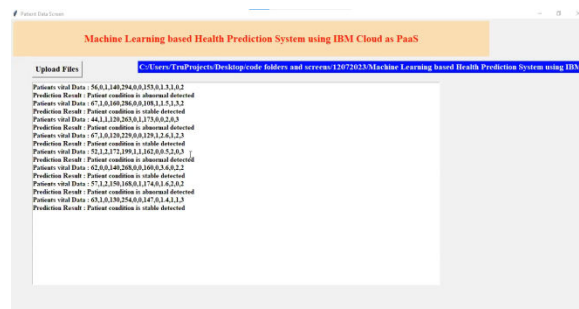 Patient Data Screen
Machine Learning based Health Prediction System using IBM Cloud as PaaS
Upload Files
C:/Users/TruProjects/Desktop/code folders and screens/12072023/Machine Learning based Health Prediction System using IBM
Patients vital Data : 56,0,1,140,294,0,0,153,0,1.3,1,0,2
Prediction Result : Patient condition is abnormal detected
Patients vital Data : 67,1,0,160,286,0,0,108,1,1.5,1,3,2
Prediction Result : Patient condition is stable detected
Patients vital Data : 44,1,1,120,263,0,1,173,0,0,2,0,3
Prediction Result : Patient condition is abnormal detected
Patients vital Data : 67,1,0,120,229,0,0,129,1,2.6,1,2,3
Prediction Result : Patient condition is stable detected
Patients vital Data : 52,1,2,172,199,1,1,162,0,0.5,2,0,3
Prediction Result : Patient condition is abnormal detected
Patients vital Data : 62,0,0,140,268,0,0,160,0,3.6,0,2,2
Prediction Result : Patient condition is stable detected
Patients vital Data : 57,1,2,150,168,0,1,174,0,1.6,2,0,2
Prediction Result : Patient condition is abnormal detected
Patients vital Data : 63,1,0,130,254,0,0,147,0,1.4,1,1,3
Prediction Result : Patient condition is stable detected